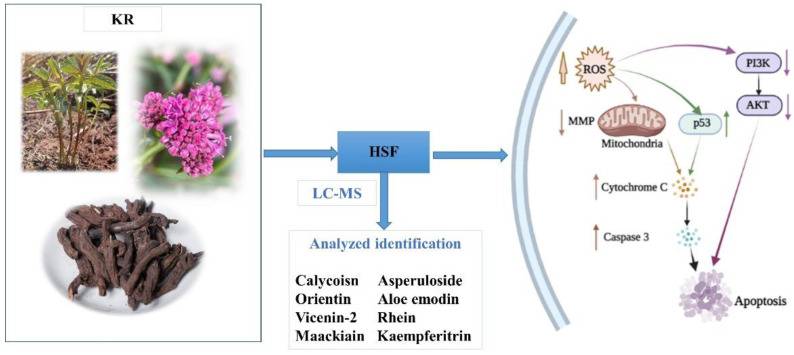 KR
HSF
LC-MS
Analyzed identification
Calycoisn Asperuloside
Orientin Aloe emodin
Vicenin-2 Rhein
Maackiain Kaempferitrin
ROS
PI3K
AKT
MMP
p53
Mitochondria
Cytochrome C
Caspase 3
Apoptosis